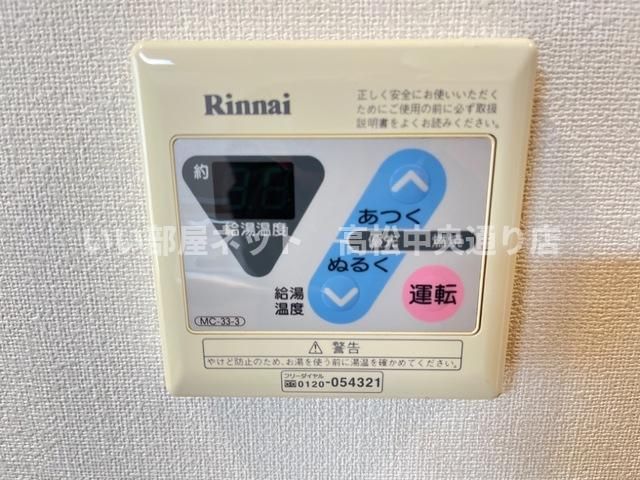 Rinnai
正しく安全にお使いいただく
ためにご使用の前に必ず取扱
説明書をよくお読みください。
約
給湯温度
あつく
ぬるく
給湯
温度
運転
MC-33-3
部屋ネット 高松中央通り店
警告
やけど防止のため、お湯を使う前に湯温を確かめてください。
フリーダイヤル
0120-054321